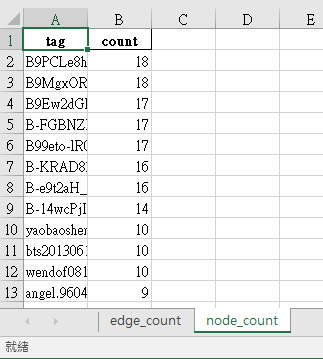 A B C D E
1 tag count
2 B9PCLe8h 18
3 B9MgxOR 18
4 B9Ew2dGl 17
5 B-FGBNZ 17
6 B99eto-lR 17
7 B-KRAD8 16
8 B-e9t2aH_ 16
9 B-14wcPjI 14
10 yaobaosher 10
11 bts2013061 10
12 wendof081 10
13 angel.9604 9
edge_count node_count
就緒